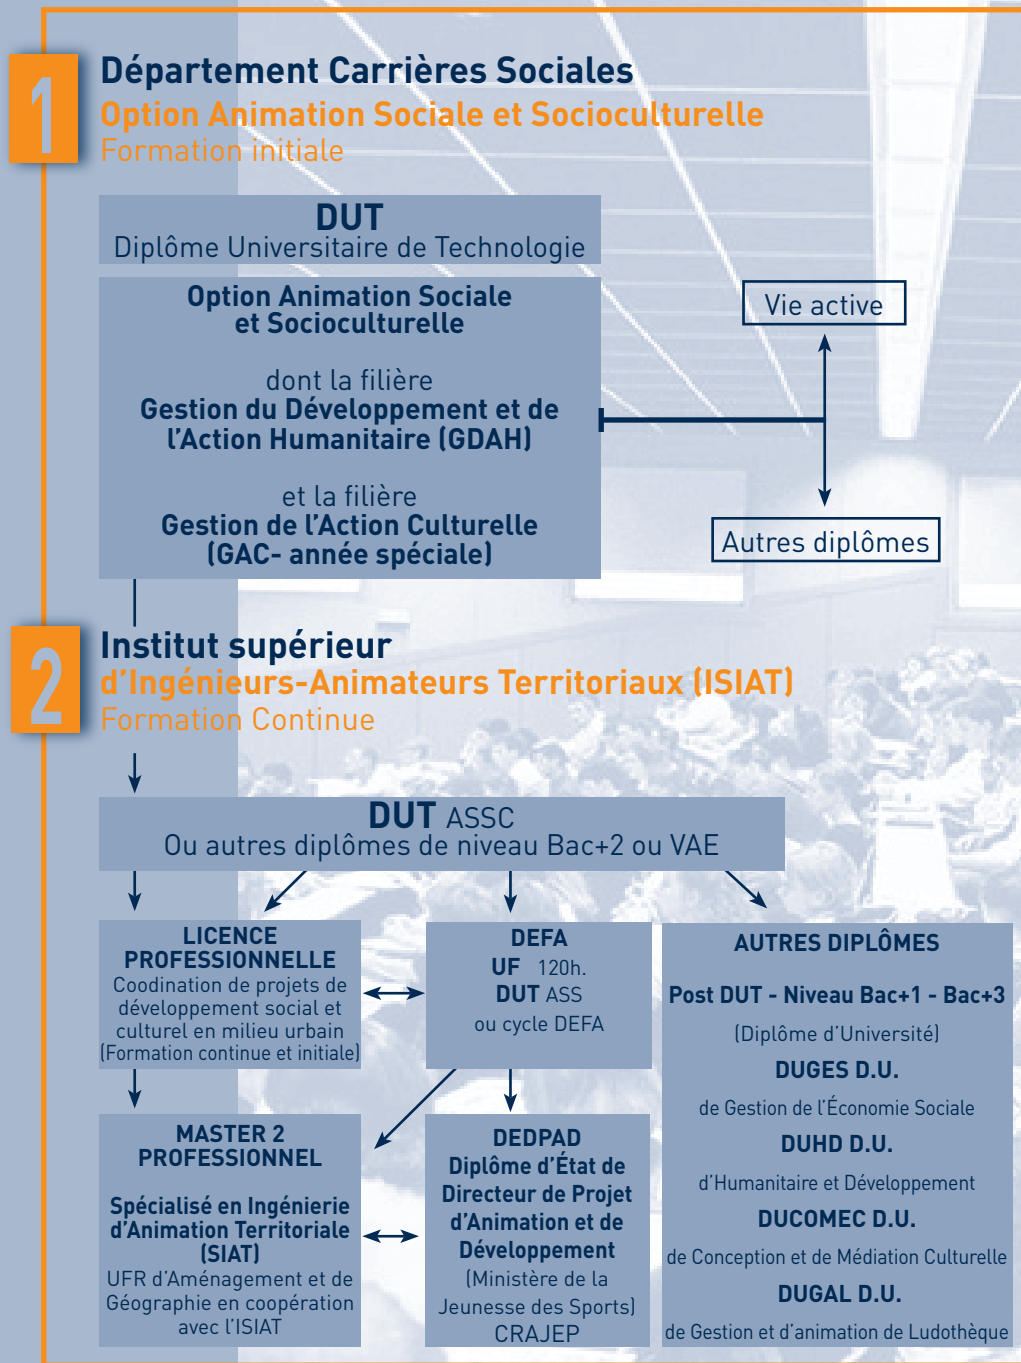 1
Département Carrières Sociales
Option Animation Sociale et Socioculturelle
Formation initiale
DUT
Diplôme Universitaire de Technologie
Option Animation Sociale
et Socioculturelle
dont la filière
Gestion du Développement et de
l’Action Humanitaire (GDAH)
et la filière
Gestion de l’Action Culturelle
(GAC- année spéciale)
Vie active
Autres diplômes
2
Institut supérieur
d’Ingénieurs-Animateurs Territoriaux (ISIAT)
Formation Continue
DUT ASSC
Ou autres diplômes de niveau Bac+2 ou VAE
LICENCE
PROFESSIONNELLE
Coodination de projets de
développement social et
culturel en milieu urbain
(Formation continue et initiale)
DEFA
UF 120h.
DUT ASS
ou cycle DEFA
MASTER 2
PROFESSIONNEL
Spécialisé en Ingénierie
d’Animation Territoriale
(SIAT)
UFR d’Aménagement et de
Géographie en coopération
avec l’ISIAT
DEDPAD
Diplôme d’État de
Directeur de Projet
d’Animation et de
Développement
(Ministère de la
Jeunesse des Sports)
CRAJEP
AUTRES DIPLÔMES
Post DUT - Niveau Bac+1 - Bac+3
(Diplôme d’Université)
DUGES D.U.
de Gestion de l’Économie Sociale
DUHD D.U.
d’Humanitaire et Développement
DUCOMEC D.U.
de Conception et de Médiation Culturelle
DUGAL D.U.
de Gestion et d’animation de Ludothèque